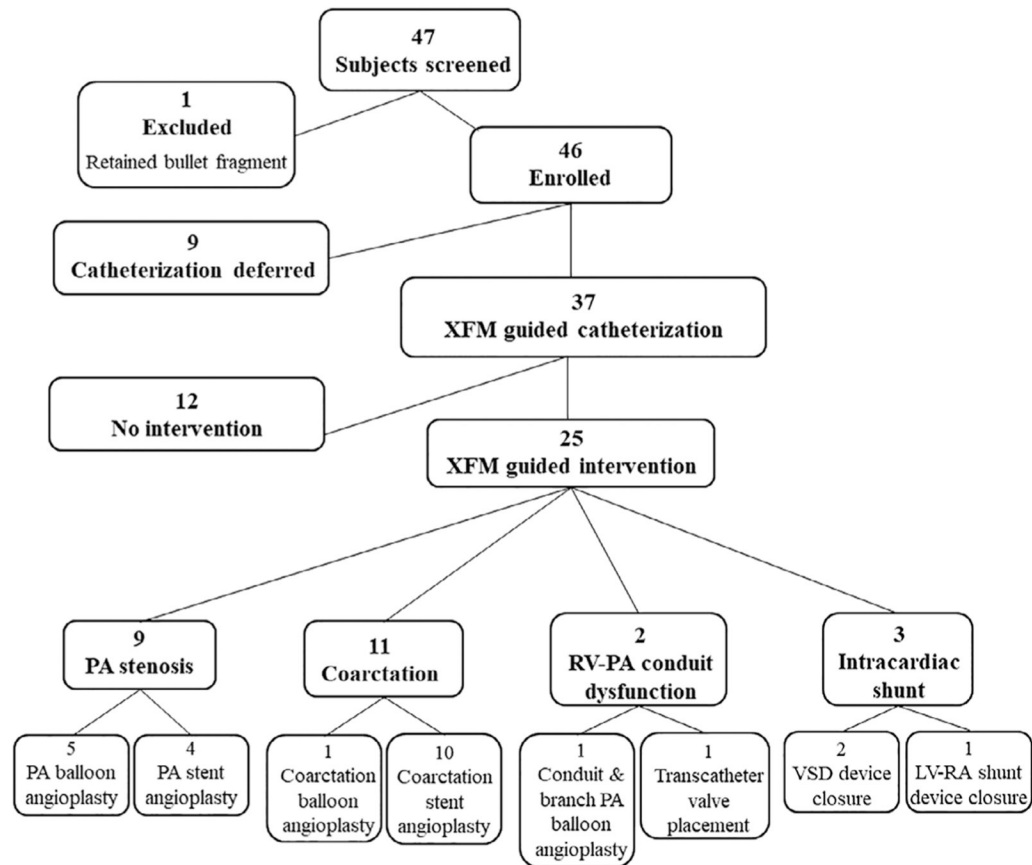 47
Subjects screened
1
Excluded
Retained bullet fragment
46
Enrolled
9
Catheterization deferred
37
XFM guided catheterization
12
No intervention
25
XFM guided intervention
9
PA stenosis
11
Coarctation
2
RV-PA conduit
dysfunction
3
Intracardiac
shunt
5
PA balloon
angioplasty
4
PA stent
angioplasty
1
Coarctation
balloon
angioplasty
10
Coarctation
stent
angioplasty
1
Conduit &
branch PA
balloon
angioplasty
1
Transcatheter
valve
placement
2
VSD device
closure
1
LV-RA shunt
device closure